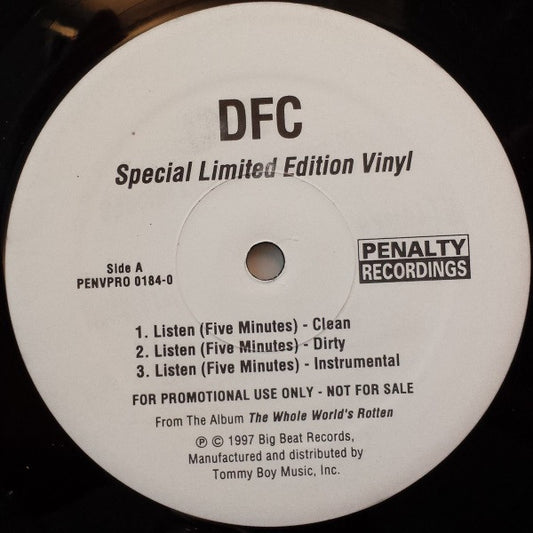 DFC
Special Limited Edition Vinyl
PENALTY
RECORDINGS
Side A
PENVPRO 0184-0
1. Listen (Five Minutes) - Clean
2. Listen (Five Minutes) - Dirty
3. Listen (Five Minutes) - Instrumental
FOR PROMOTIONAL USE ONLY - NOT FOR SALE
From The Album The Whole World's Rotten
℗ © 1997 Big Beat Records,
Manufactured and distributed by
Tommy Boy Music, Inc.